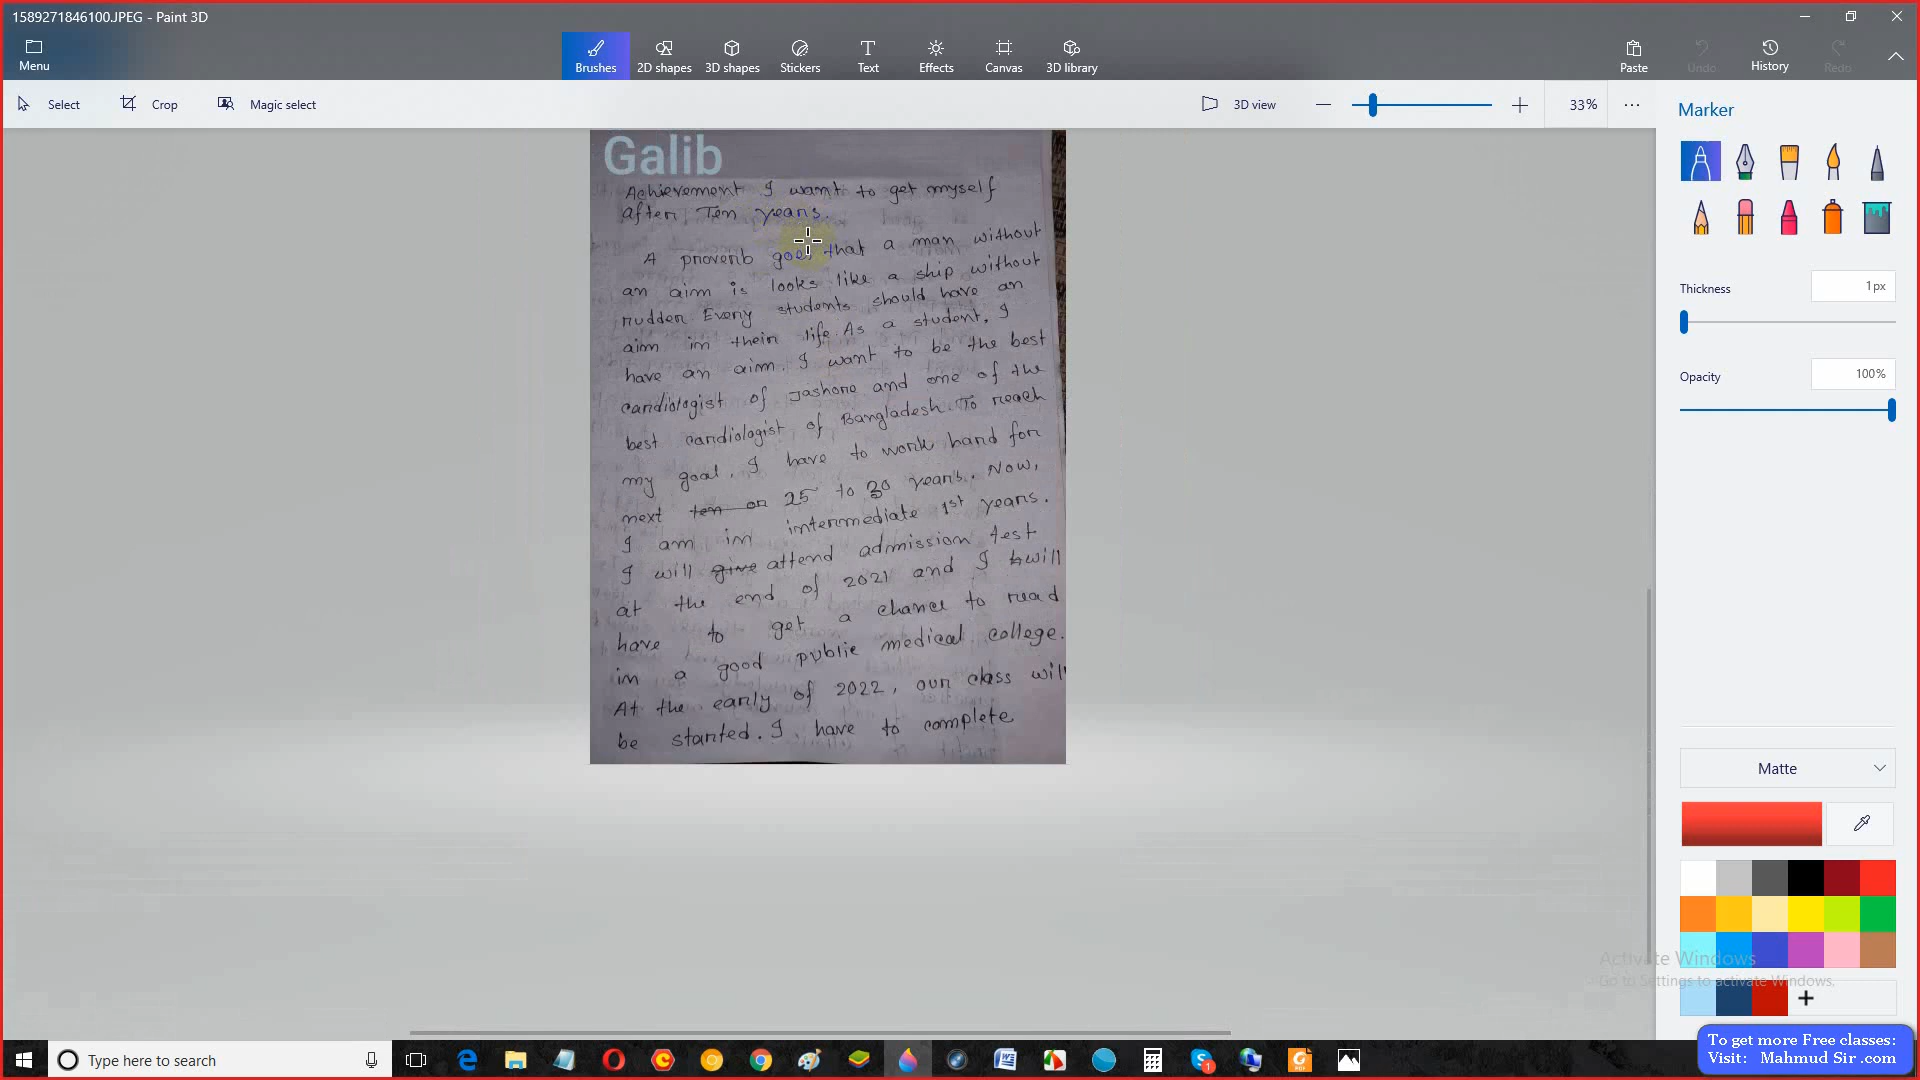 1589271846100.JPEG - Paint 3D
Menu
Brushes
2D shapes
3D shapes
Stickers
Text
Effects
Canvas
3D library
Paste
Undo
History
Redo
Select
Crop
Magic select
3D view
33%
Marker
Thickness
1px
Opacity
100%
Matte
Galib
Achievement I want to get myself
after Ten years.
A proverb goes that a man without
an aim is looks like a ship without
rudder. Every students should have an
aim in their life. As a student, I
have an aim. I want to be the best
cardiologist of Jashore and one of the
best cardiologist of Bangladesh. To reach
my goal, I have to work hard for
next ten or 25 to 30 years. Now,
I am in intermediate 1st years.
I will give attend admission test
at the end of 2021 and I will
have to get a chance to read
in a good public medical college.
At the early of 2022, our class will
be started. I have to complete
Activate Windows
Go to Settings to activate Windows.
Type here to search
To get more Free classes:
Visit: Mahmud Sir .com